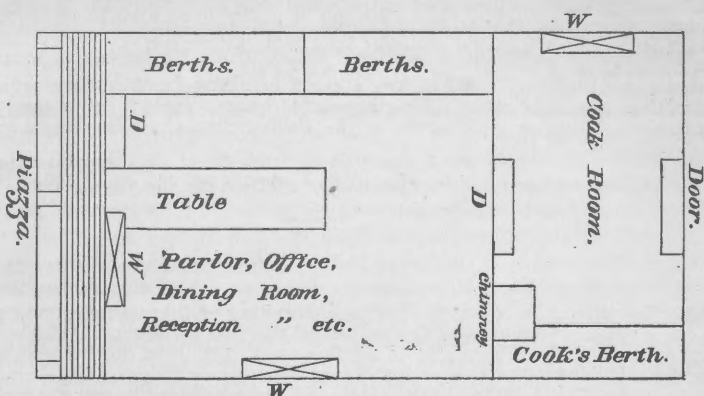 W
Berths.
Berths.
D
Piazza.
Table
W
Parlor, Office,
Dining Room,
Reception " etc.
W
D
chimney
Cook Room.
Door.
Cook's Berth.